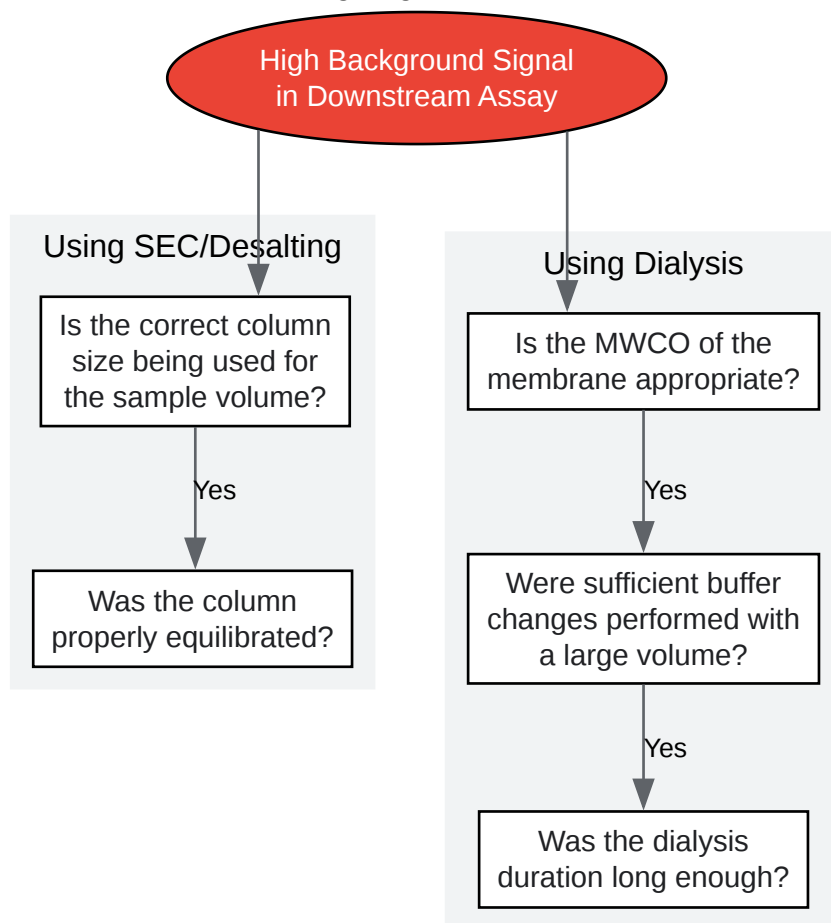 High Background Signal
in Downstream Assay
Using SEC/Desalting
Is the correct column
size being used for
the sample volume?
Yes
Was the column
properly equilibrated?
Using Dialysis
Is the MWCO of the
membrane appropriate?
Yes
Were sufficient buffer
changes performed with
a large volume?
Yes
Was the dialysis
duration long enough?